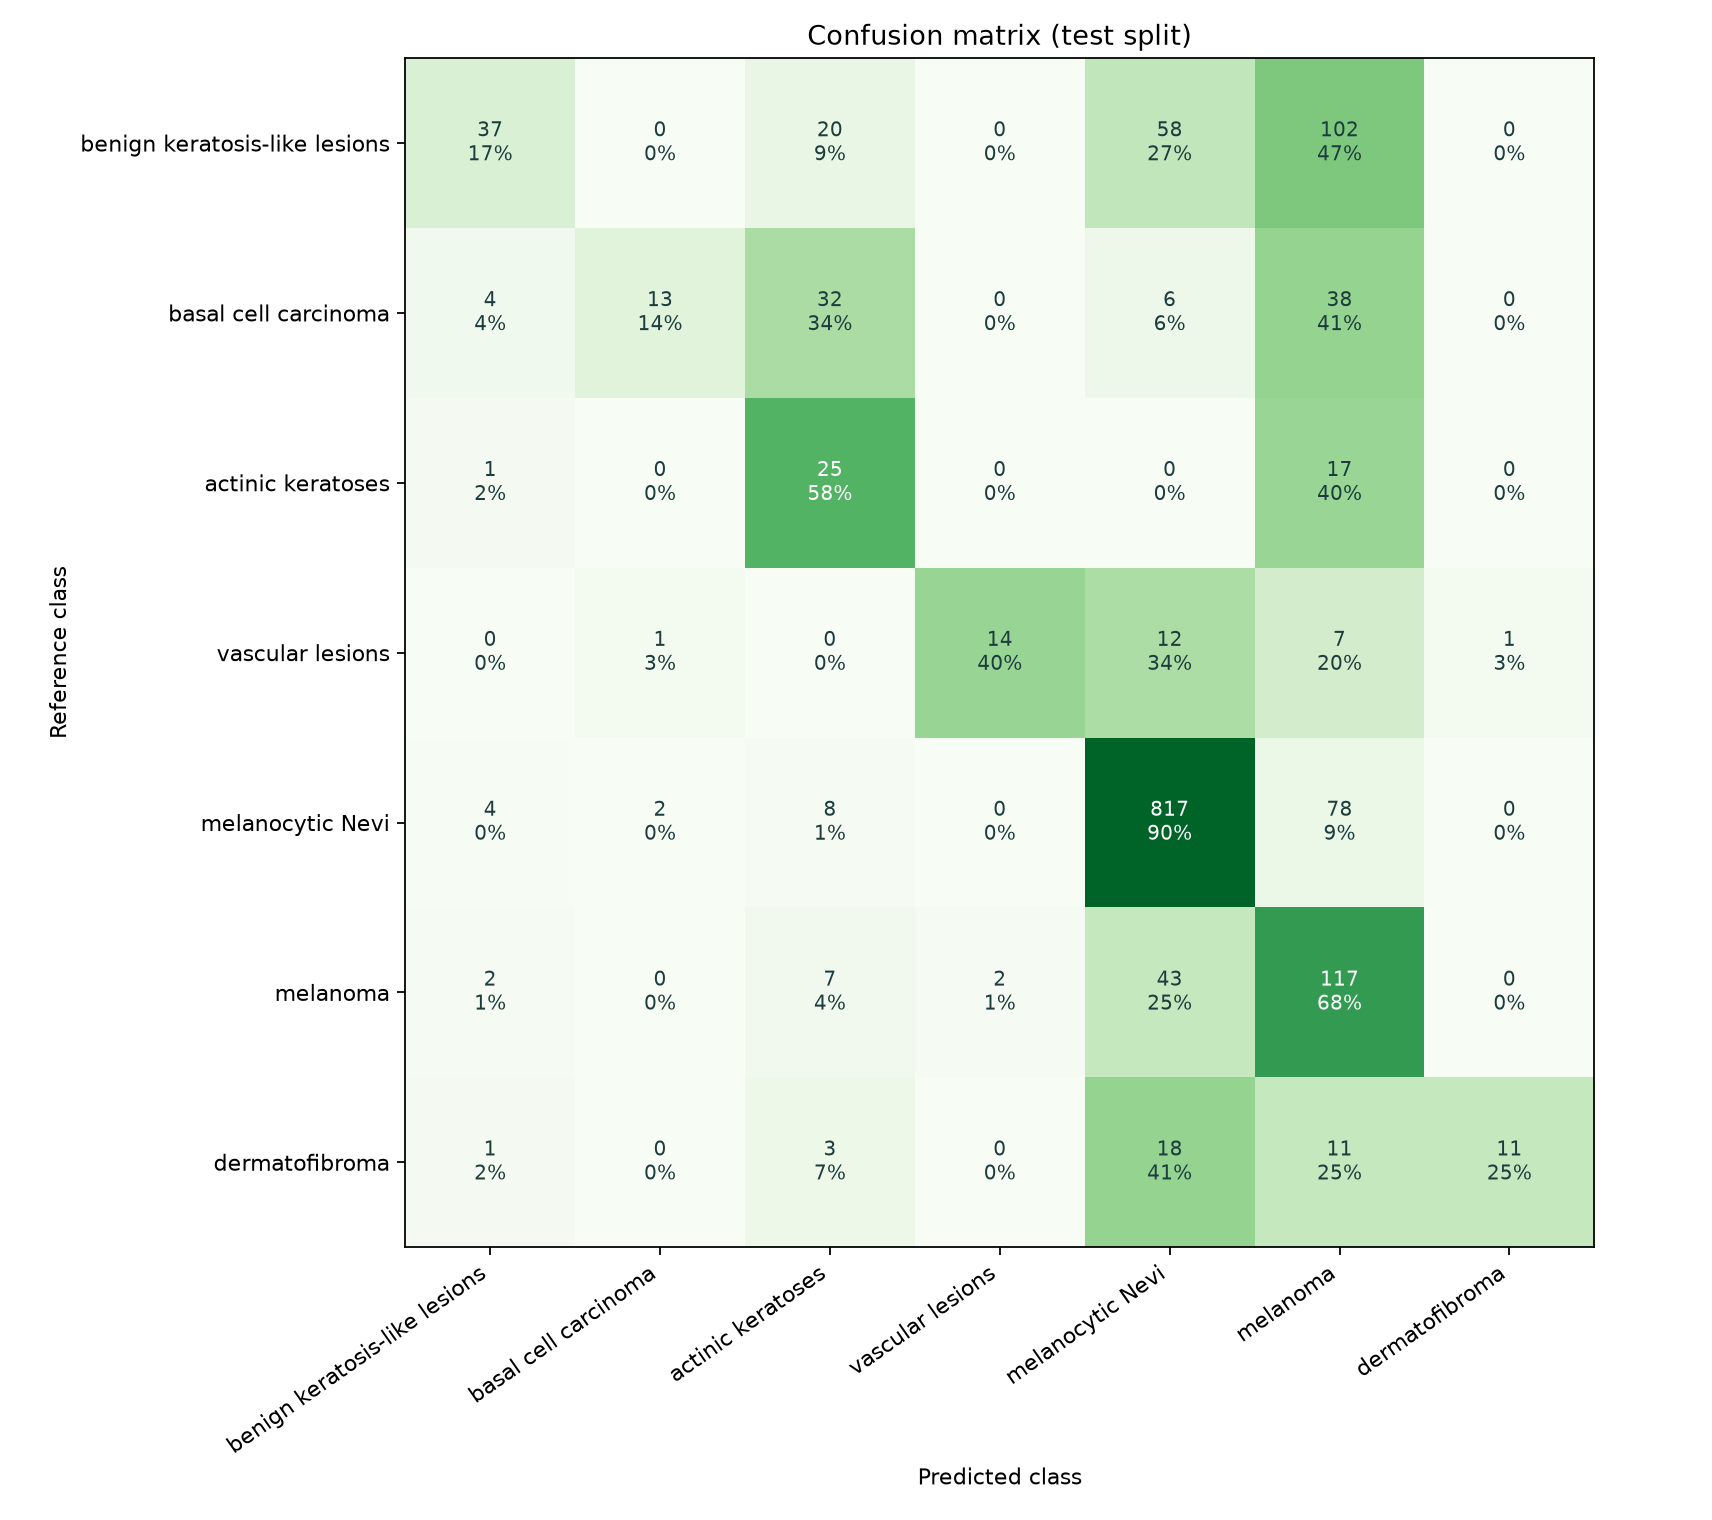 Confusion matrix (test split)
benign keratosis-like lesions
37 0 20 0 58 102 0
17% 0% 9% 0% 27% 47% 0%
basal cell carcinoma
4 13 32 0 6 38 0
4% 14% 34% 0% 6% 41% 0%
actinic keratoses
1 0 25 0 0 17 0
2% 0% 58% 0% 0% 40% 0%
vascular lesions
0 1 0 14 12 7 1
0% 3% 0% 40% 34% 20% 3%
melanocytic Nevi
4 2 8 0 817 78 0
0% 0% 1% 0% 90% 9% 0%
melanoma
2 0 7 2 43 117 0
1% 0% 4% 1% 25% 68% 0%
dermatofibroma
1 0 3 0 18 11 11
2% 0% 7% 0% 41% 25% 25%
Reference class
benign keratosis-like lesions
basal cell carcinoma
actinic keratoses
vascular lesions
melanocytic Nevi
melanoma
dermatofibroma
Predicted class